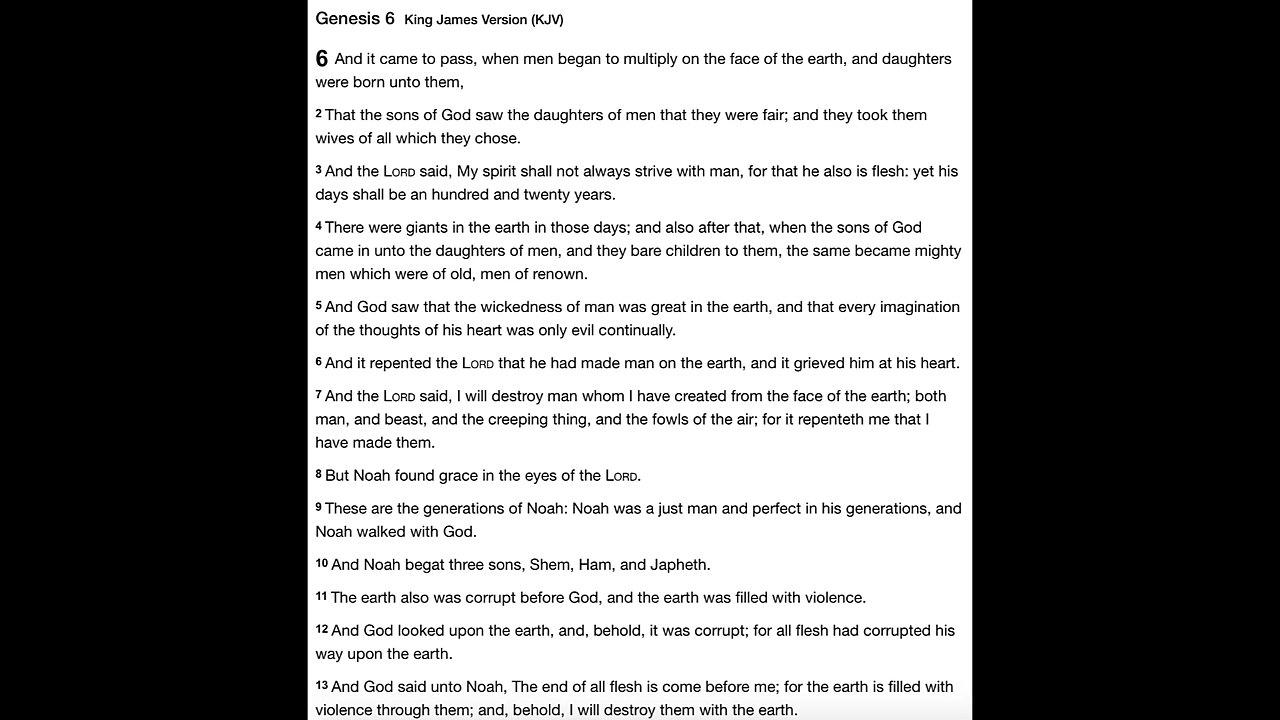 Genesis 6 King James Version (KJV)
6 And it came to pass, when men began to multiply on the face of the earth, and daughters
were born unto them,
2 That the sons of God saw the daughters of men that they were fair; and they took them
wives of all which they chose.
3 And the LORD said, My spirit shall not always strive with man, for that he also is flesh: yet his
days shall be an hundred and twenty years.
4 There were giants in the earth in those days; and also after that, when the sons of God
came in unto the daughters of men, and they bare children to them, the same became mighty
men which were of old, men of renown.
5 And God saw that the wickedness of man was great in the earth, and that every imagination
of the thoughts of his heart was only evil continually.
6 And it repented the LORD that he had made man on the earth, and it grieved him at his heart.
7 And the LORD said, I will destroy man whom I have created from the face of the earth; both
man, and beast, and the creeping thing, and the fowls of the air; for it repenteth me that I
have made them.
8 But Noah found grace in the eyes of the LORD.
9 These are the generations of Noah: Noah was a just man and perfect in his generations, and
Noah walked with God.
10 And Noah begat three sons, Shem, Ham, and Japheth.
11 The earth also was corrupt before God, and the earth was filled with violence.
12 And God looked upon the earth, and, behold, it was corrupt; for all flesh had corrupted his
way upon the earth.
13 And God said unto Noah, The end of all flesh is come before me; for the earth is filled with
violence through them; and, behold, I will destroy them with the earth.